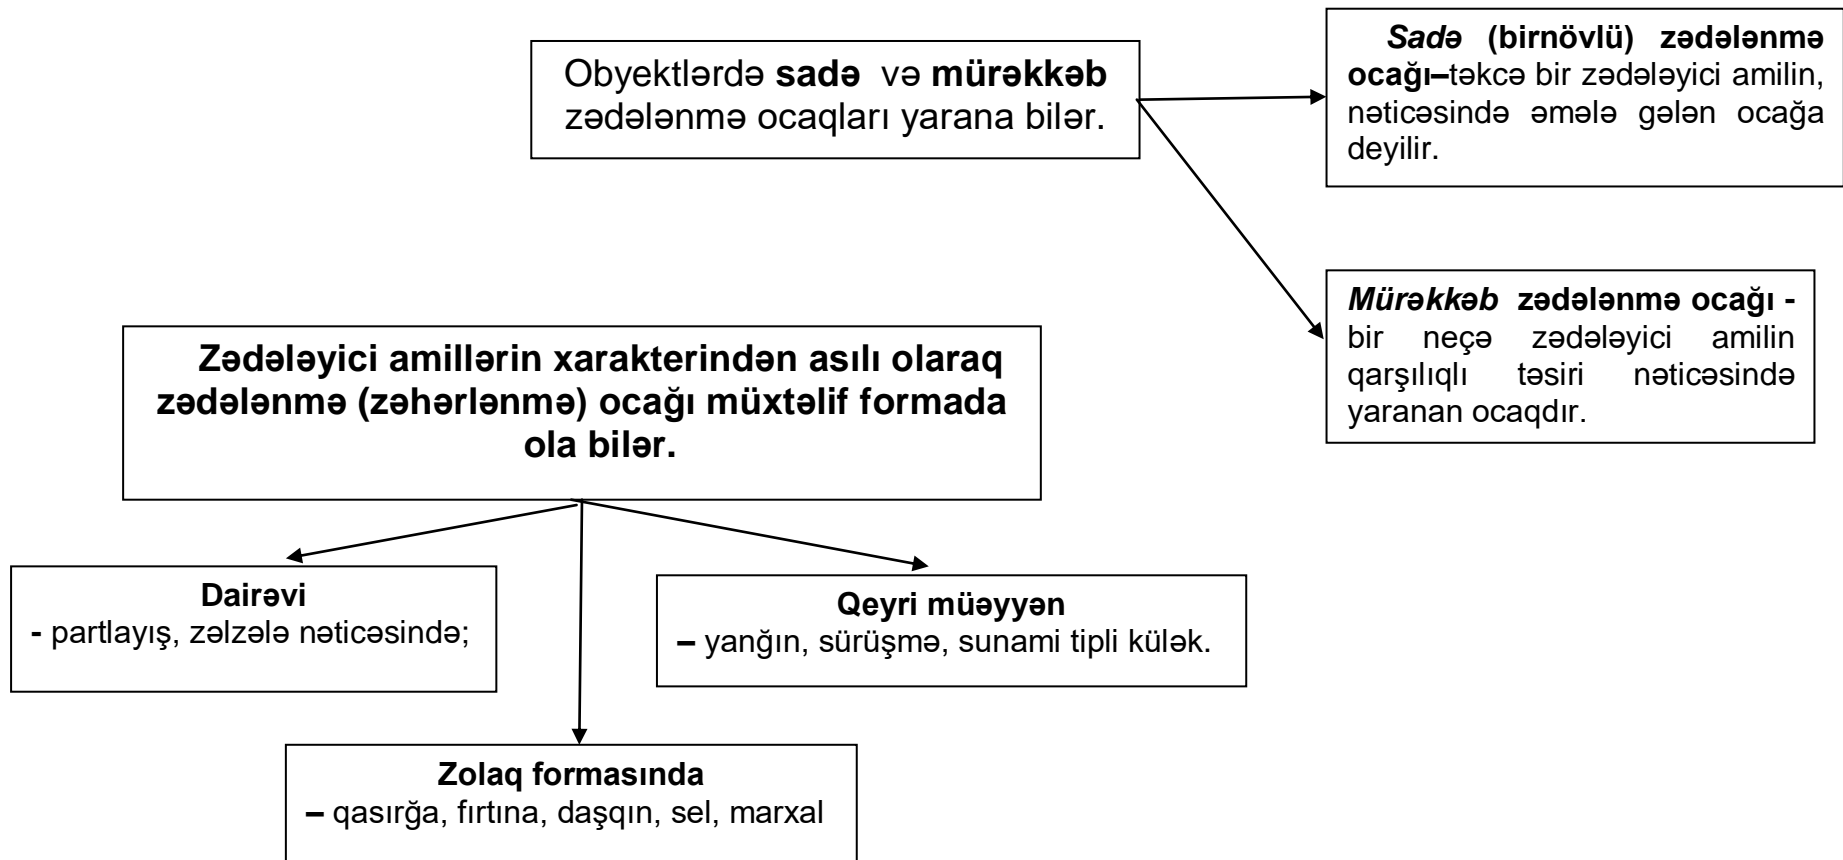 Obyektlərdə sadə və mürəkkəb
zədələnmə ocaqları yarana bilər.
Sadə (birnövlü) zədələnmə
ocağı–təkcə bir zədələyici amilin,
nəticəsində əmələ gələn ocağa
deyilir.
Mürəkkəb zədələnmə ocağı -
bir neçə zədələyici amilin
qarşılıqlı təsiri nəticəsində
yaranan ocaqdır.
Zədələyici amillərin xarakterindən asılı olaraq
zədələnmə (zəhərlənmə) ocağı müxtəlif formada
ola bilər.
Dairəvi
- partlayış, zəlzələ nəticəsində;
Qeyri müəyyən
– yanğın, sürüşmə, sunami tipli külək.
Zolaq formasında
– qasırğa, fırtına, daşqın, sel, marxal